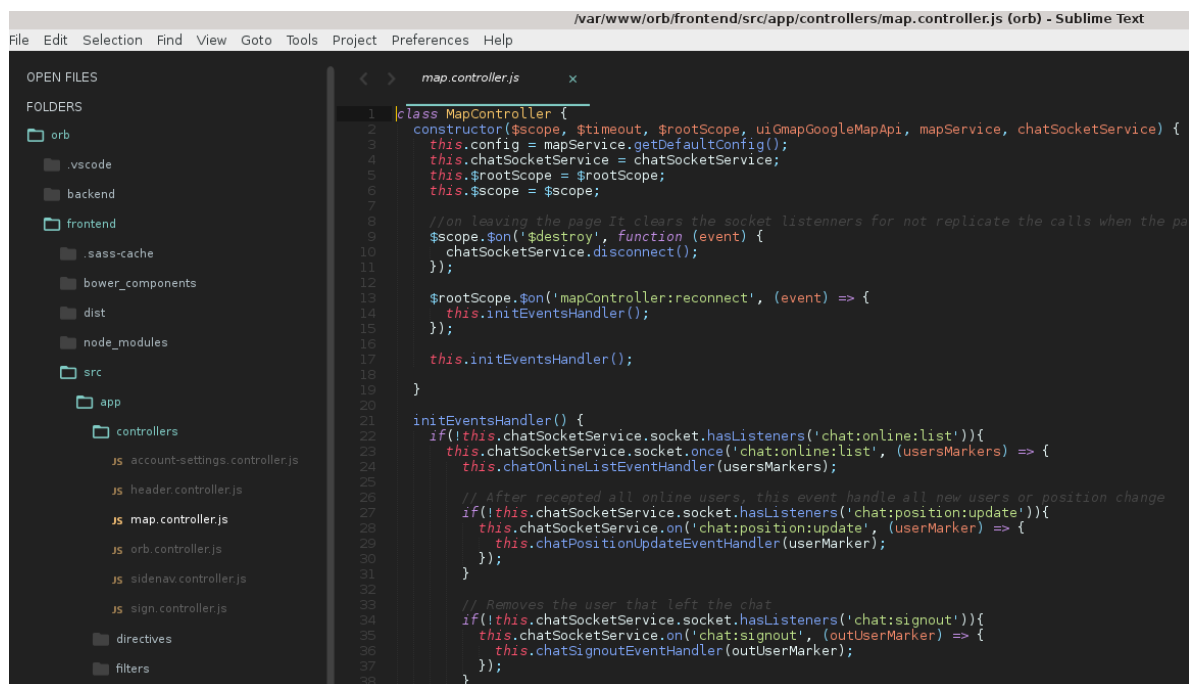 /var/www/orb/frontend/src/app/controllers/map.controller.js (orb) - Sublime Text
File Edit Selection Find View Goto Tools Project Preferences Help
OPEN FILES
FOLDERS
orb
.vscode
backend
frontend
.sass-cache
bower_components
dist
node_modules
src
app
controllers
JS account-settings.controller.js
JS header.controller.js
JS map.controller.js
JS orb.controller.js
JS sidenav.controller.js
JS sign.controller.js
directives
filters
map.controller.js ×
1 class MapController {
2 constructor($scope, $timeout, $rootScope, uiGmapGoogleMapApi, mapService, chatSocketService) {
3 this.config = mapService.getDefaultConfig();
4 this.chatSocketService = chatSocketService;
5 this.$rootScope = $rootScope;
6 this.$scope = $scope;
7
8 //on leaving the page It clears the socket listenners for not replicate the calls when the pa
9 $scope.$on('$destroy', function (event) {
10 chatSocketService.disconnect();
11 });
12
13 $rootScope.$on('mapController:reconnect', (event) => {
14 this.initEventsHandler();
15 });
16
17 this.initEventsHandler();
18
19 }
20
21 initEventsHandler() {
22 if(!this.chatSocketService.socket.hasListeners('chat:online:list')){
23 this.chatSocketService.socket.once('chat:online:list', (usersMarkers) => {
24 this.chatOnlineListEventHandler(usersMarkers);
25
26 // After recepted all online users, this event handle all new users or position change
27 if(!this.chatSocketService.socket.hasListeners('chat:position:update')){
28 this.chatSocketService.on('chat:position:update', (userMarker) => {
29 this.chatPositionUpdateEventHandler(userMarker);
30 });
31 }
32
33 // Removes the user that left the chat
34 if(!this.chatSocketService.socket.hasListeners('chat:signout')){
35 this.chatSocketService.on('chat:signout', (outUserMarker) => {
36 this.chatSignoutEventHandler(outUserMarker);
37 });
38 }